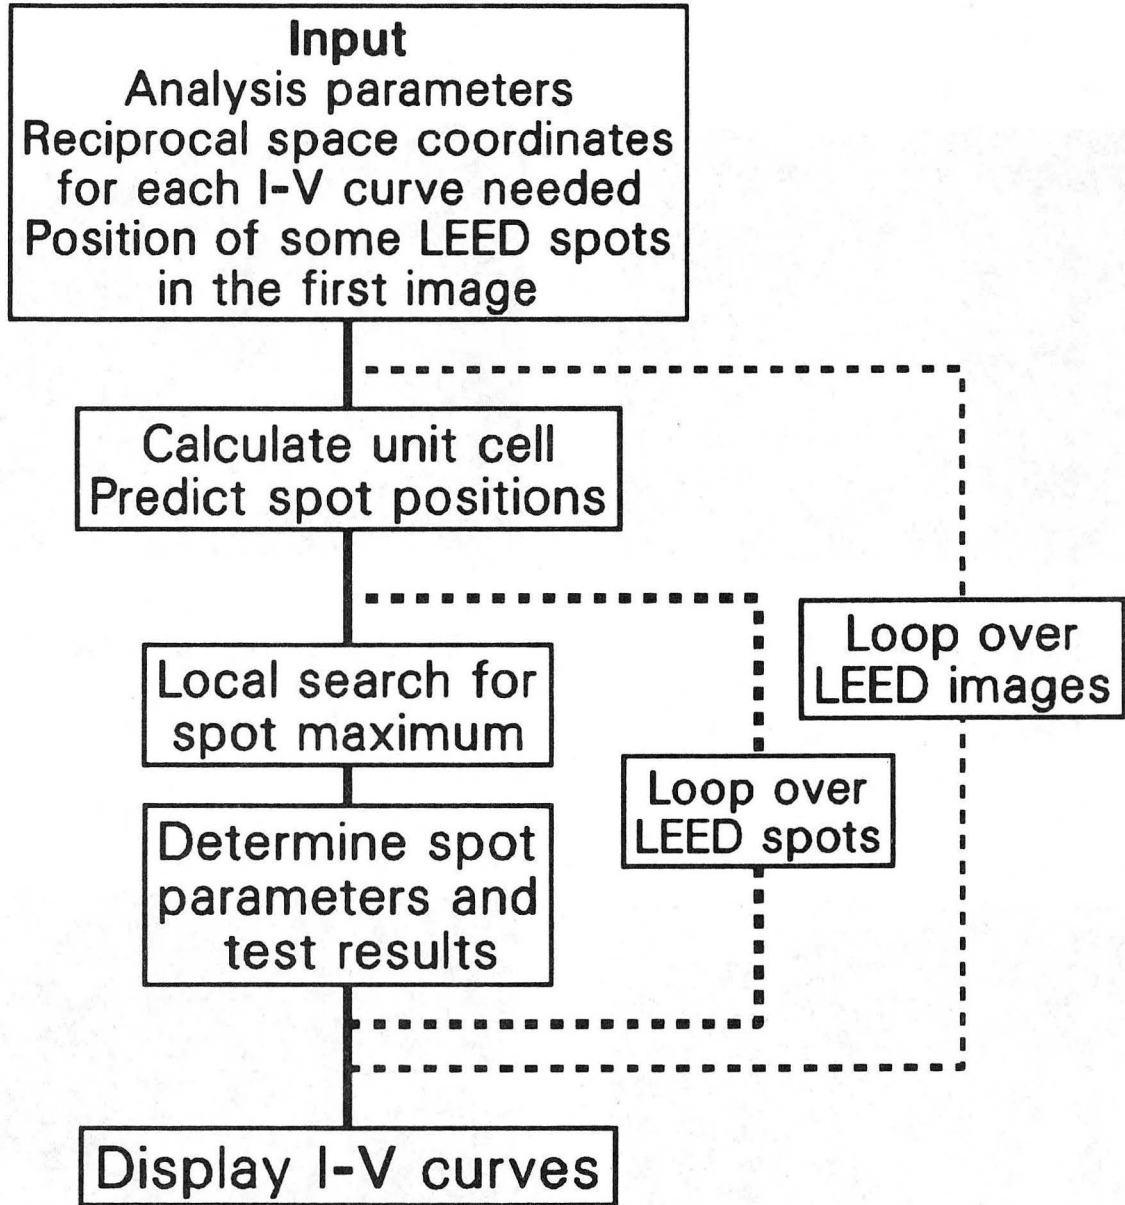 Input
Analysis parameters
Reciprocal space coordinates
for each I-V curve needed
Position of some LEED spots
in the first image
Calculate unit cell
Predict spot positions
Local search for
spot maximum
Determine spot
parameters and
test results
Loop over
LEED spots
Loop over
LEED images
Display I-V curves